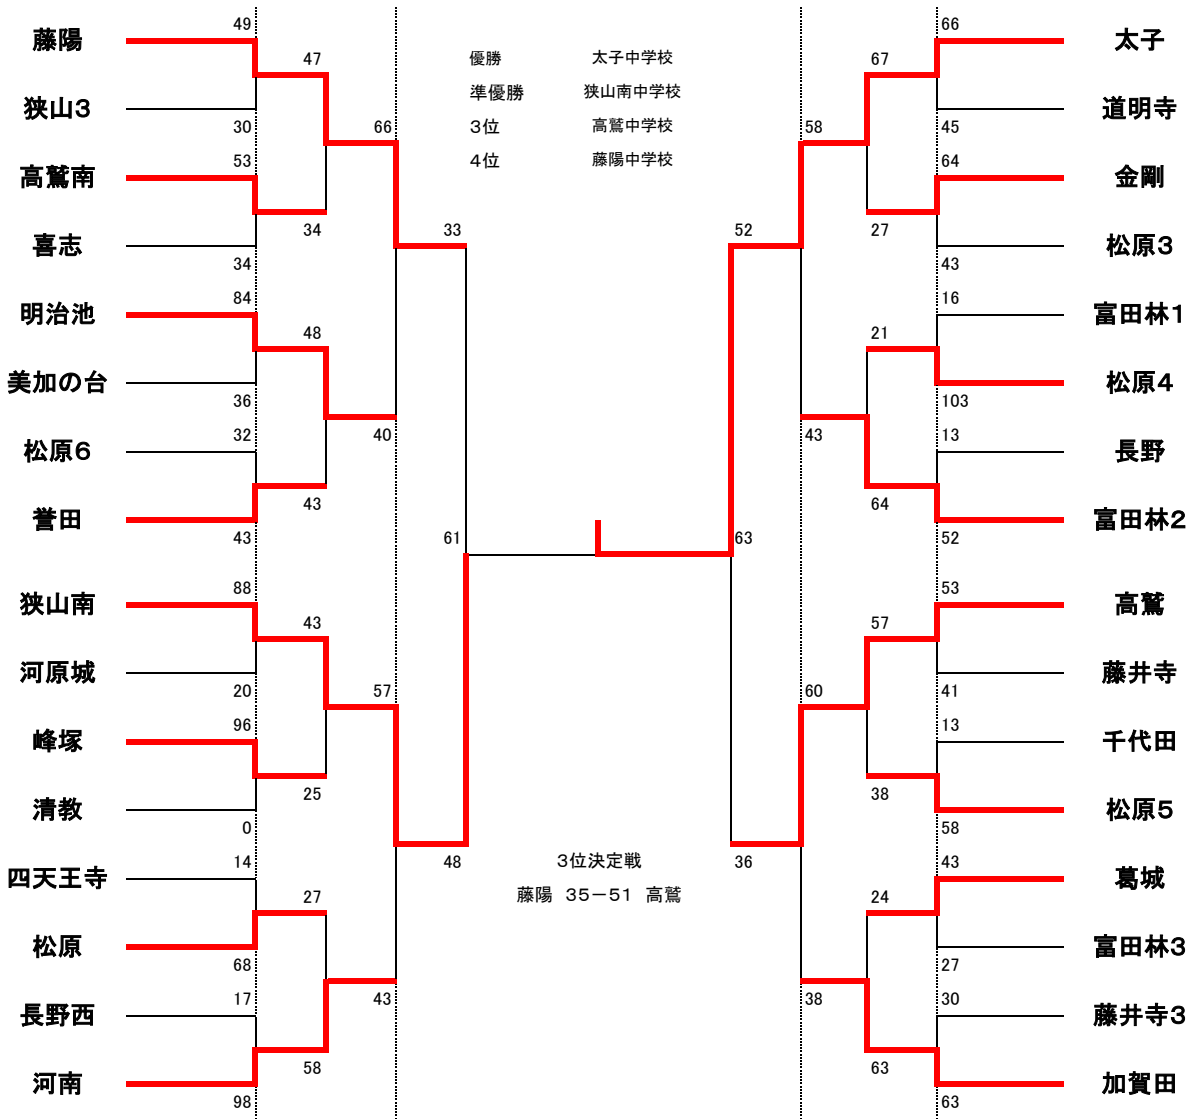 49
66
藤陽
太子
47
優勝 太子中学校
67
狭山3
準優勝 狭山南中学校
道明寺
30
66
3位 高鷲中学校
58
45
53
4位 藤陽中学校
64
高鷲南
金剛
34
33
52
27
喜志
松原3
34
43
84
16
明治池
富田林1
48
21
美加の台
松原4
36
103
32
40
43
13
松原6
長野
43
64
誉田
富田林2
43
61
63
52
88
53
狭山南
高鷲
43
57
河原城
藤井寺
20
57
60
41
96
13
峰塚
千代田
25
38
清教
松原5
0
58
14
48
3位決定戦
36
43
四天王寺
葛城
27
藤陽 35－51 高鷲
24
松原
富田林3
68
27
17
43
38
30
長野西
藤井寺3
58
63
河南
加賀田
98
63